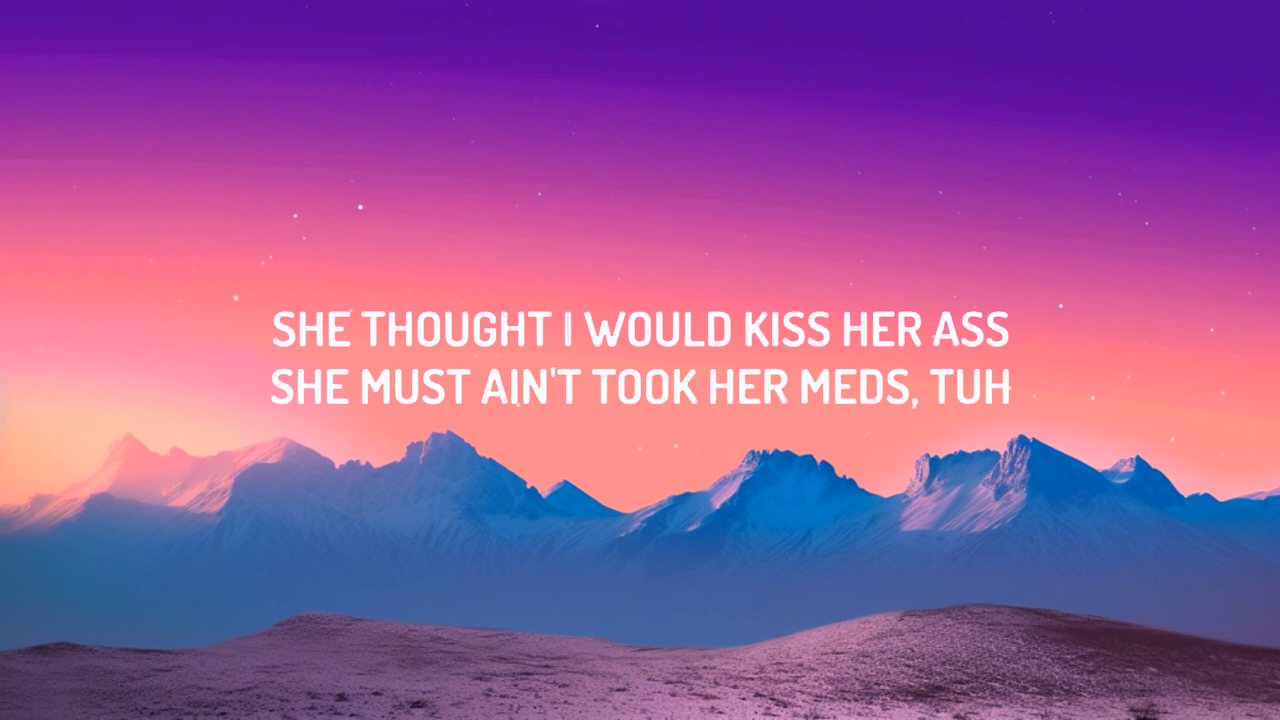 SHE THOUGHT I WOULD KISS HER ASS
SHE MUST AIN'T TOOK HER MEDS, TUH